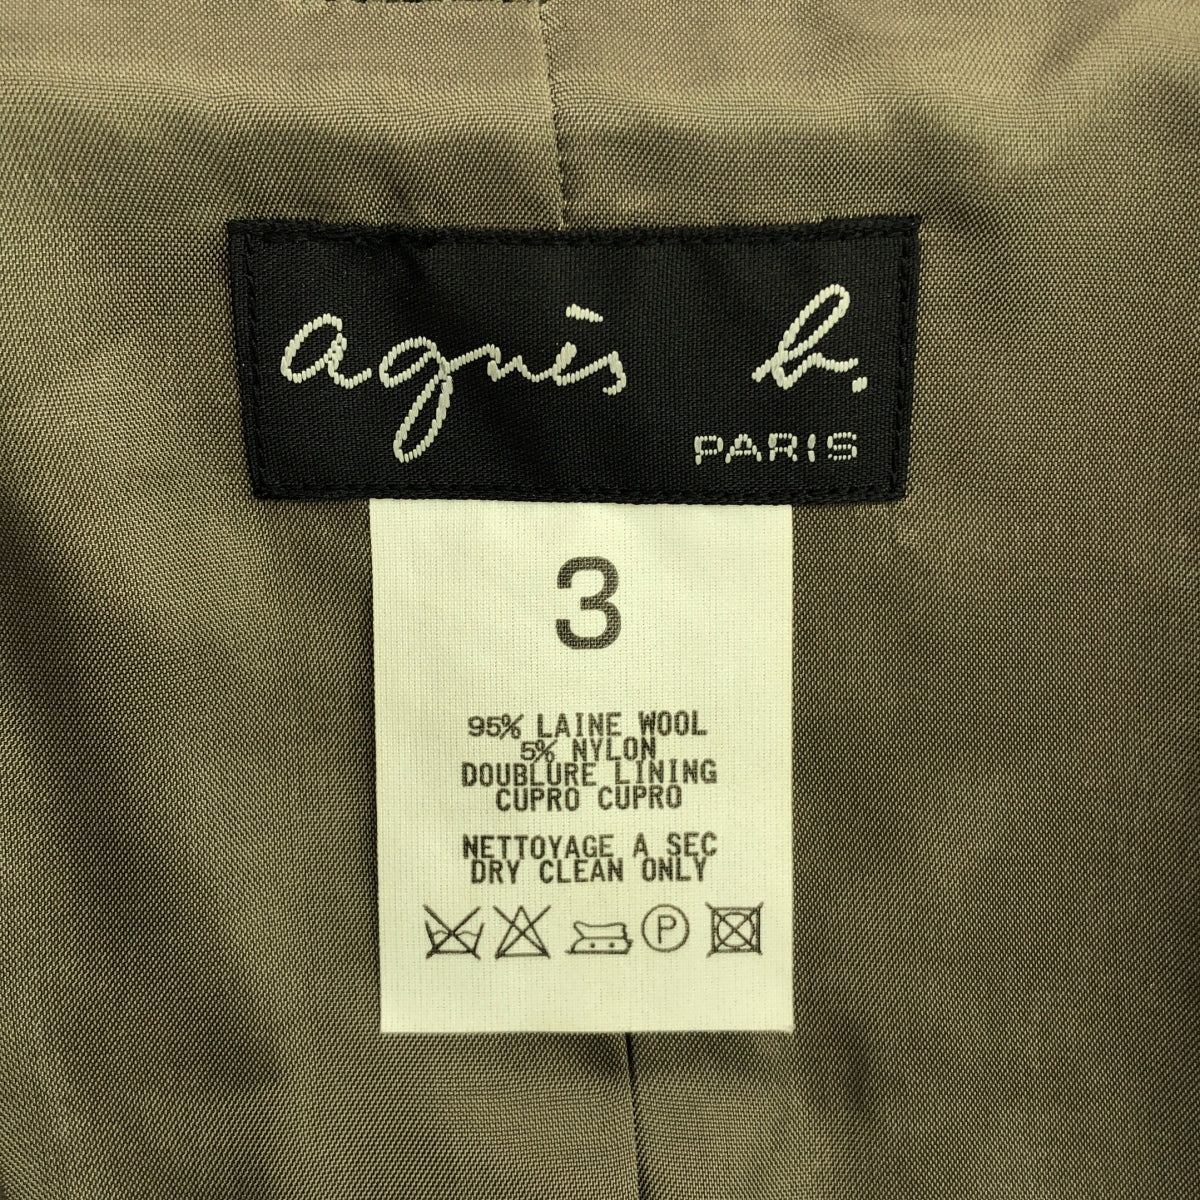 agnès b.
PARIS
3
95% LAINE WOOL
5% NYLON
DOUBLURE LINING
CUPRO CUPRO
NETTOYAGE A SEC
DRY CLEAN ONLY
P